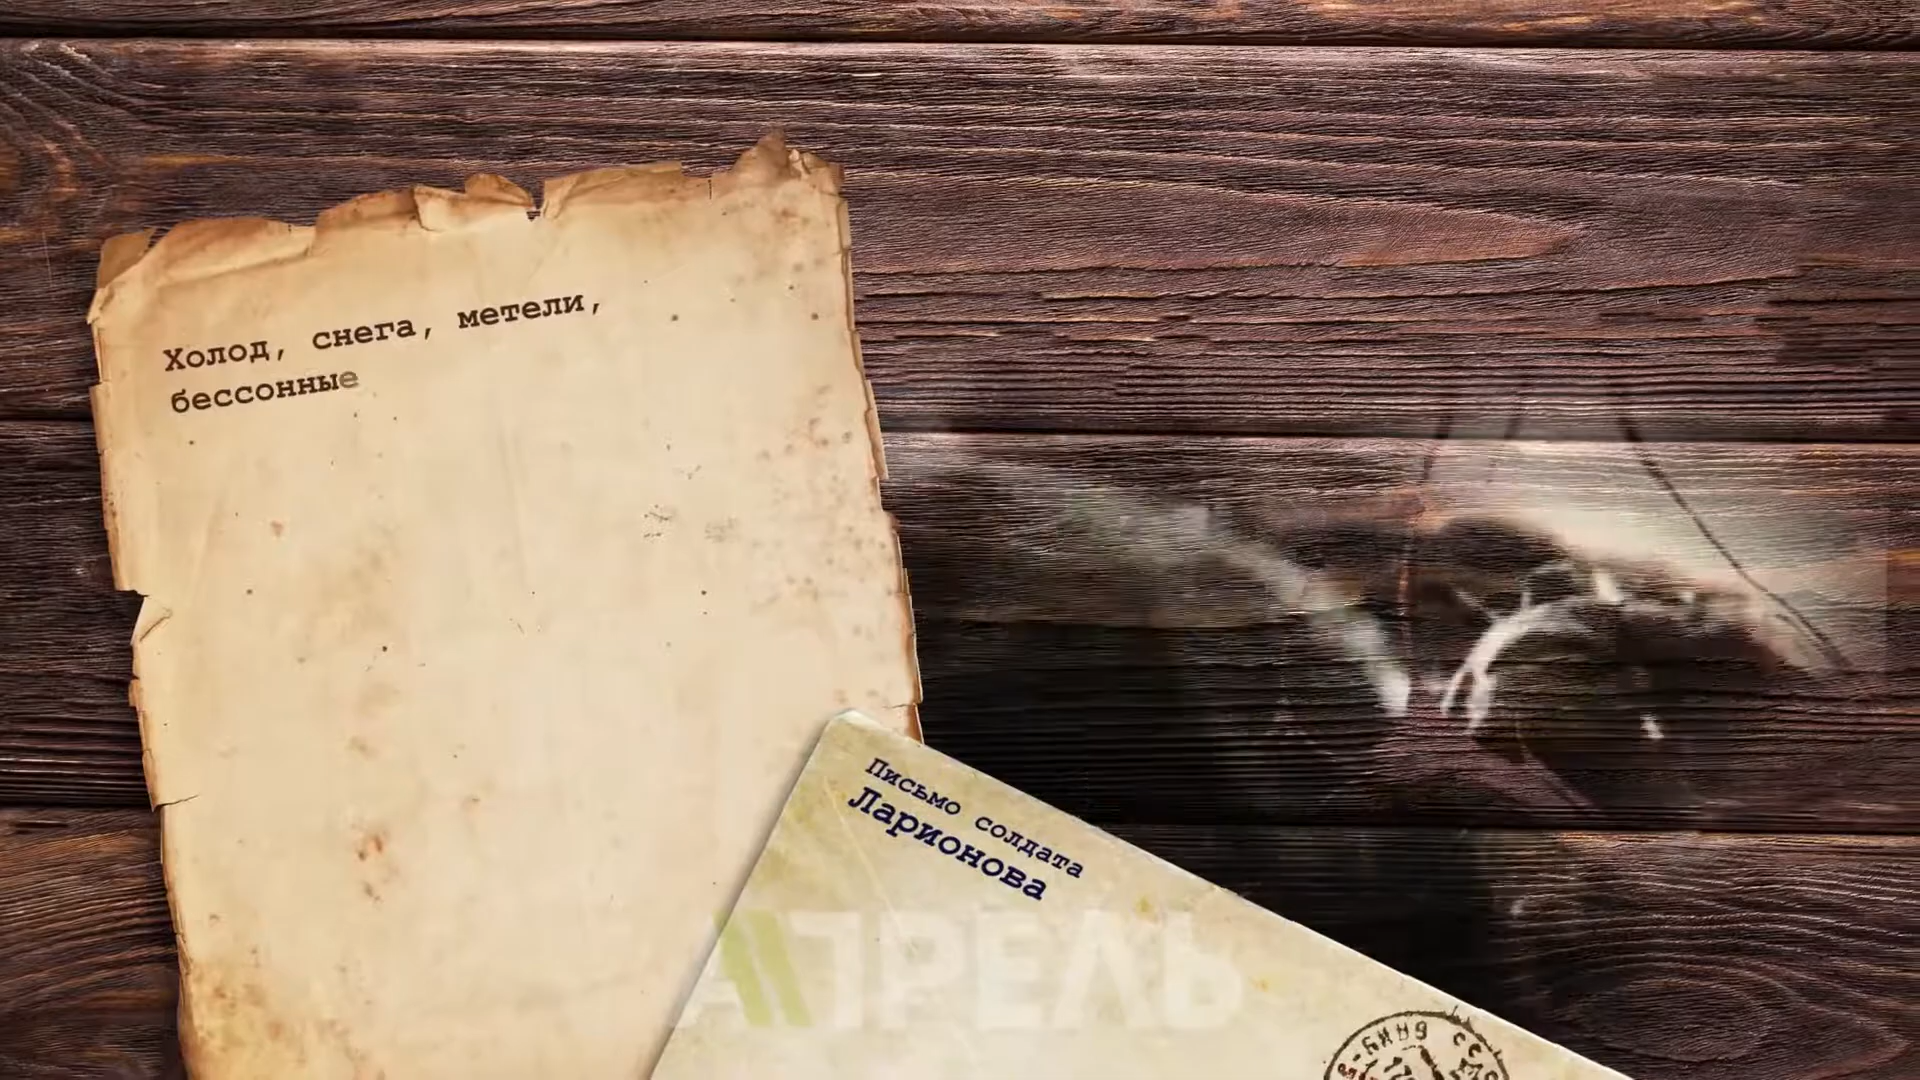 Холод, снега, метели,
бессонные
Письмо солдата
Ларионова
АПРЕЛЬ